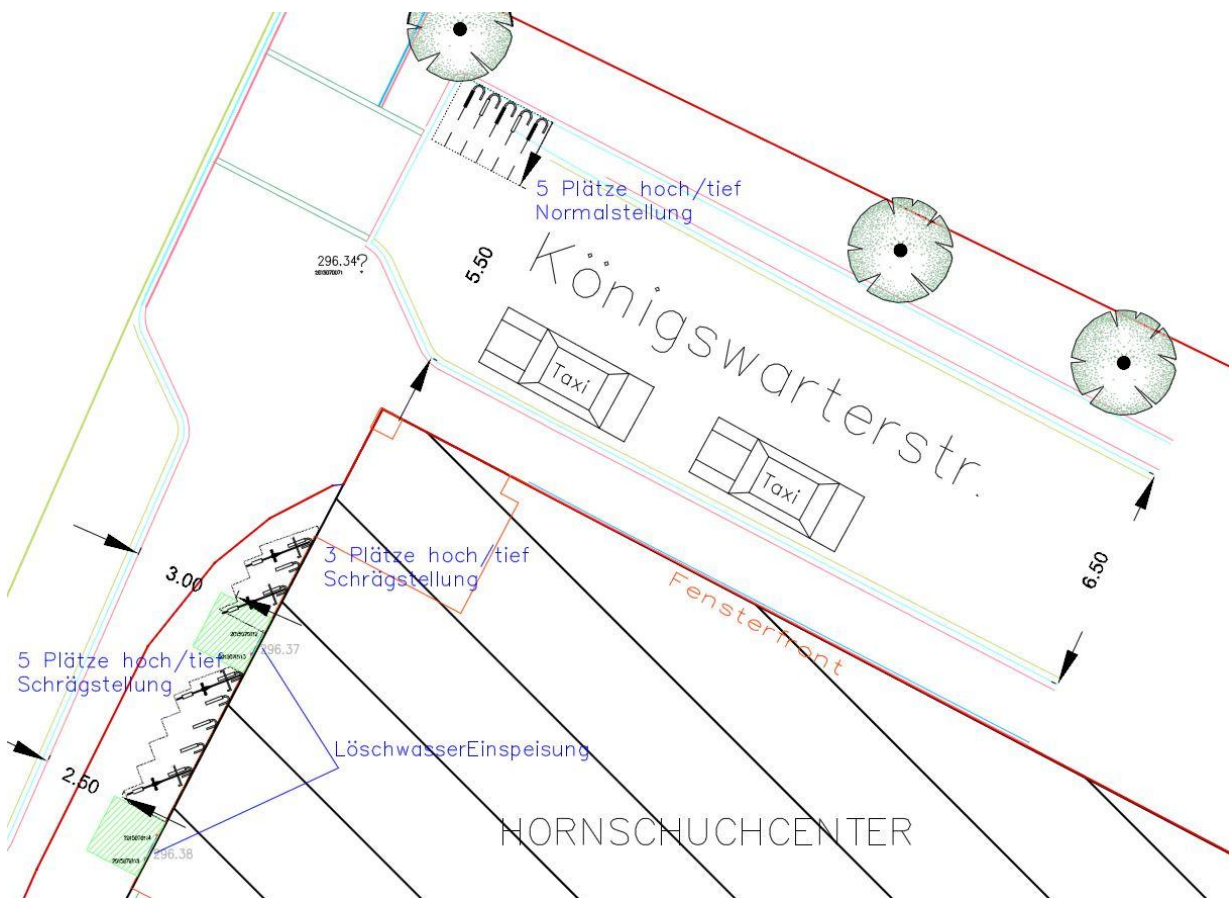 5 Plätze hoch/tief
Normalstellung
296.34
5.50
Königswarterstr.
Taxi
Taxi
3.00
3 Plätze hoch/tief
Schrägstellung
Fensterfront
6.50
296.37
5 Plätze hoch/tief
Schrägstellung
LöschwasserEinspeisung
2.50
HORNSCHUCHCENTER
296.38